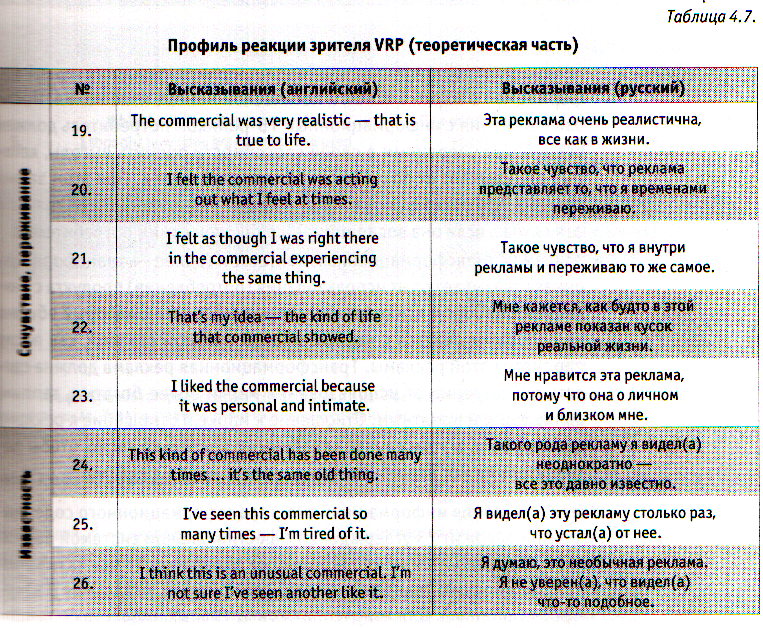 Таблица 4.7.
Профиль реакции зрителя VRP (теоретическая часть)
№
Высказывания (английский)
Высказывания (русский)
Сочувствие, переживание
19.
The commercial was very realistic — that is
true to life.
Эта реклама очень реалистична,
все как в жизни.
20.
I felt the commercial was acting
out what I feel at times.
Такое чувство, что реклама
представляет то, что я временами
переживаю.
21.
I felt as though I was right there
in the commercial experiencing
the same thing.
Такое чувство, что я внутри
рекламы и переживаю то же самое.
22.
That's my idea — the kind of life
that commercial showed.
Мне кажется, как будто в этой
рекламе показан кусок
реальной жизни.
23.
I liked the commercial because
it was personal and intimate.
Мне нравится эта реклама,
потому что она о личном
и близком мне.
Известность
24.
This kind of commercial has been done many
times ... it's the same old thing.
Такого рода рекламу я видел(а)
неоднократно —
все это давно известно.
25.
I've seen this commercial so
many times — I'm tired of it.
Я видел(а) эту рекламу столько раз,
что устал(а) от нее.
26.
I think this is an unusual commercial. I'm
not sure I've seen another like it.
Я думаю, это необычная реклама.
Я не уверен(а), что видел(а)
что-то подобное.